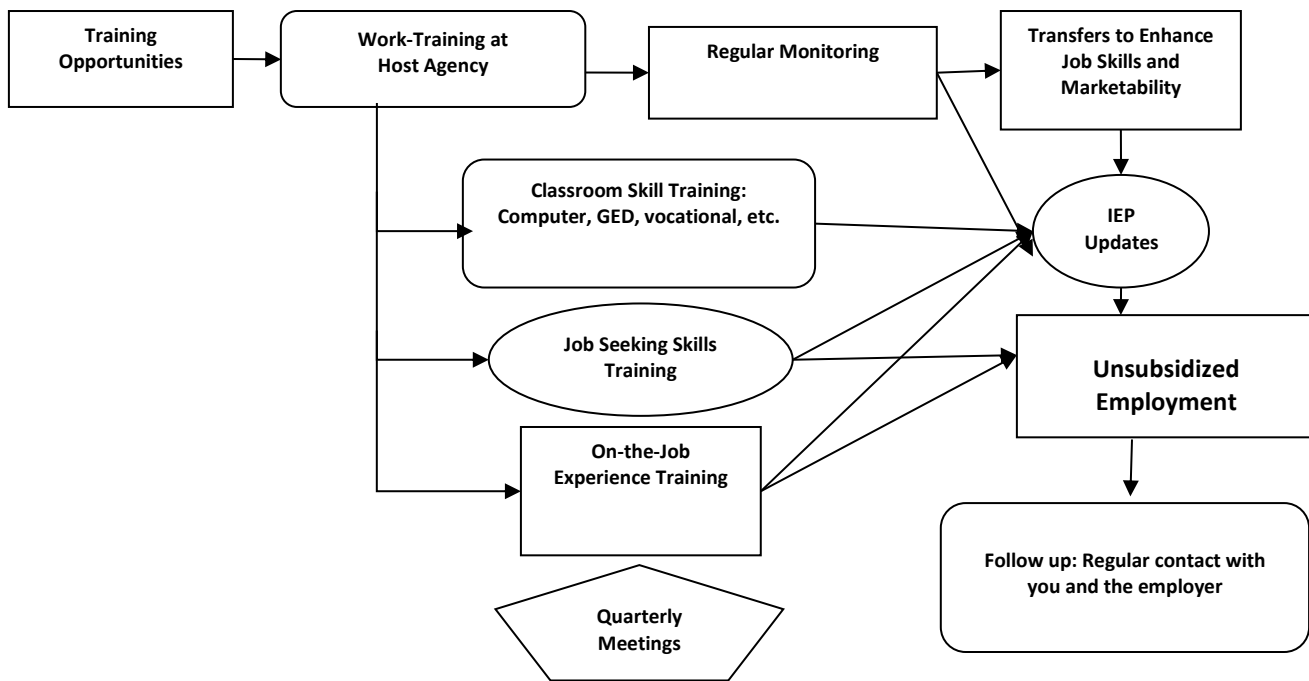 Training
Opportunities
Work-Training at
Host Agency
Regular Monitoring
Transfers to Enhance
Job Skills and
Marketability
Classroom Skill Training:
Computer, GED, vocational, etc.
IEP
Updates
Job Seeking Skills
Training
Unsubsidized
Employment
On-the-Job
Experience Training
Follow up: Regular contact with
you and the employer
Quarterly
Meetings